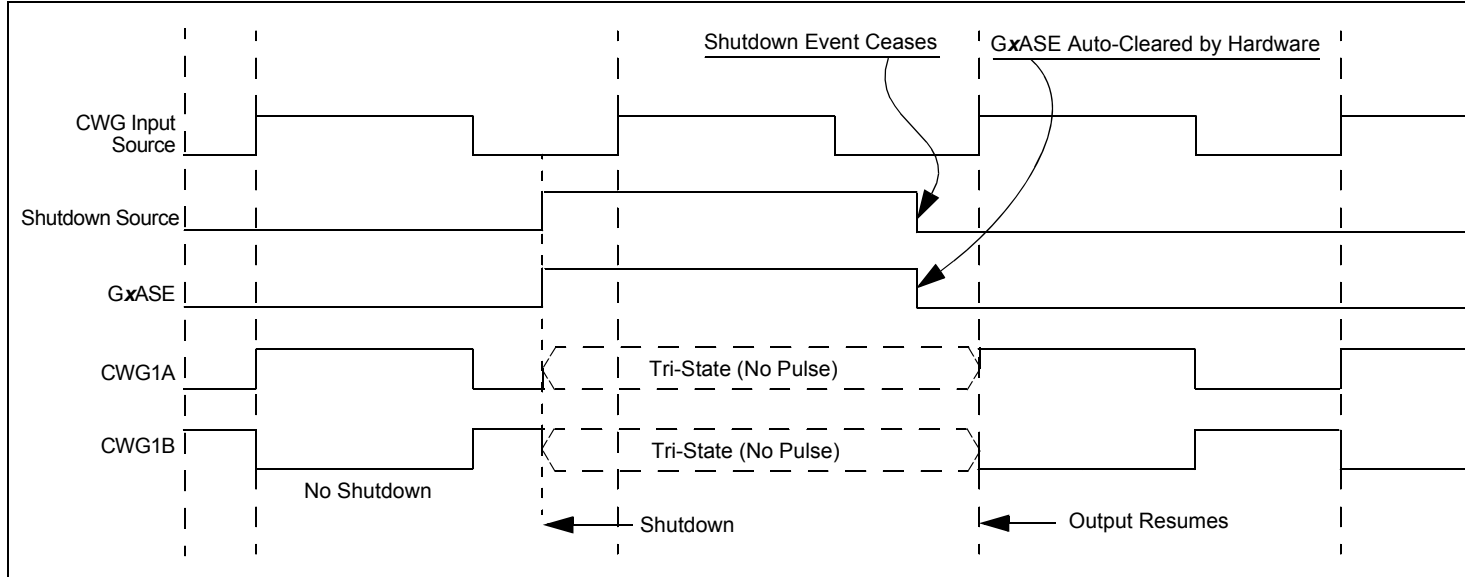 Shutdown Event Ceases
GxASE Auto-Cleared by Hardware
CWG Input
Source
Shutdown Source
GxASE
CWG1A
Tri-State (No Pulse)
CWG1B
Tri-State (No Pulse)
No Shutdown
Shutdown
Output Resumes